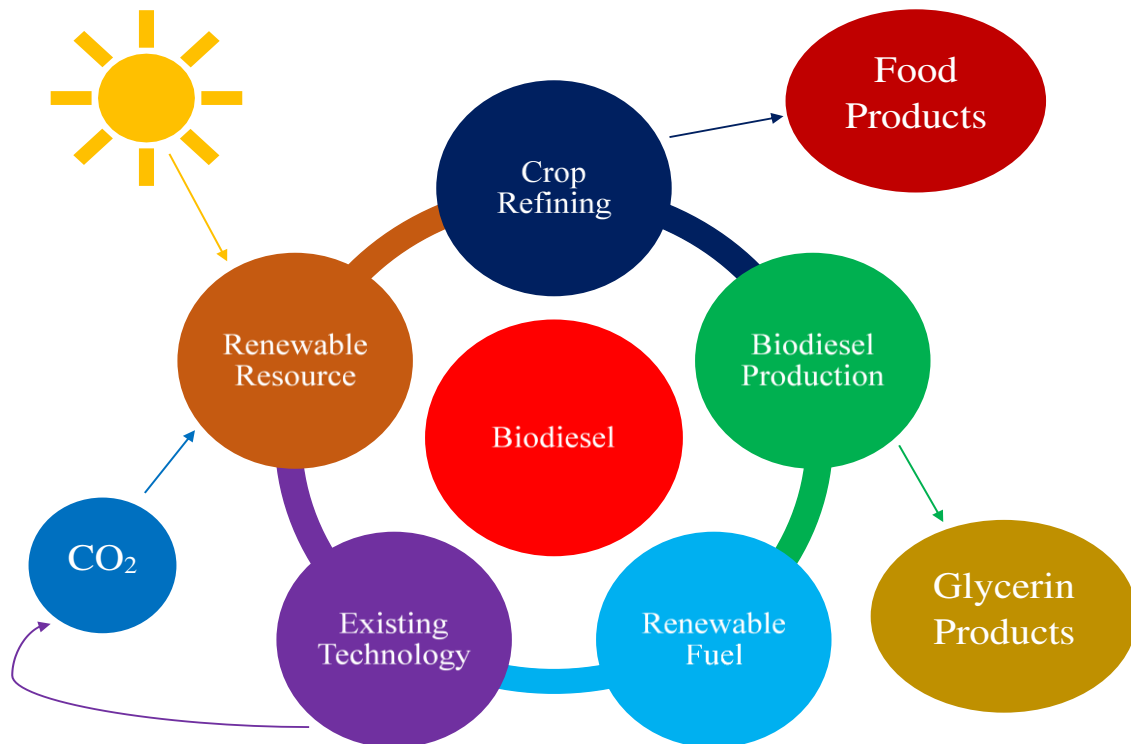 Food
Products
Crop
Refining
Renewable
Resource
Biodiesel
Production
Biodiesel
CO₂
Existing
Technology
Renewable
Fuel
Glycerin
Products